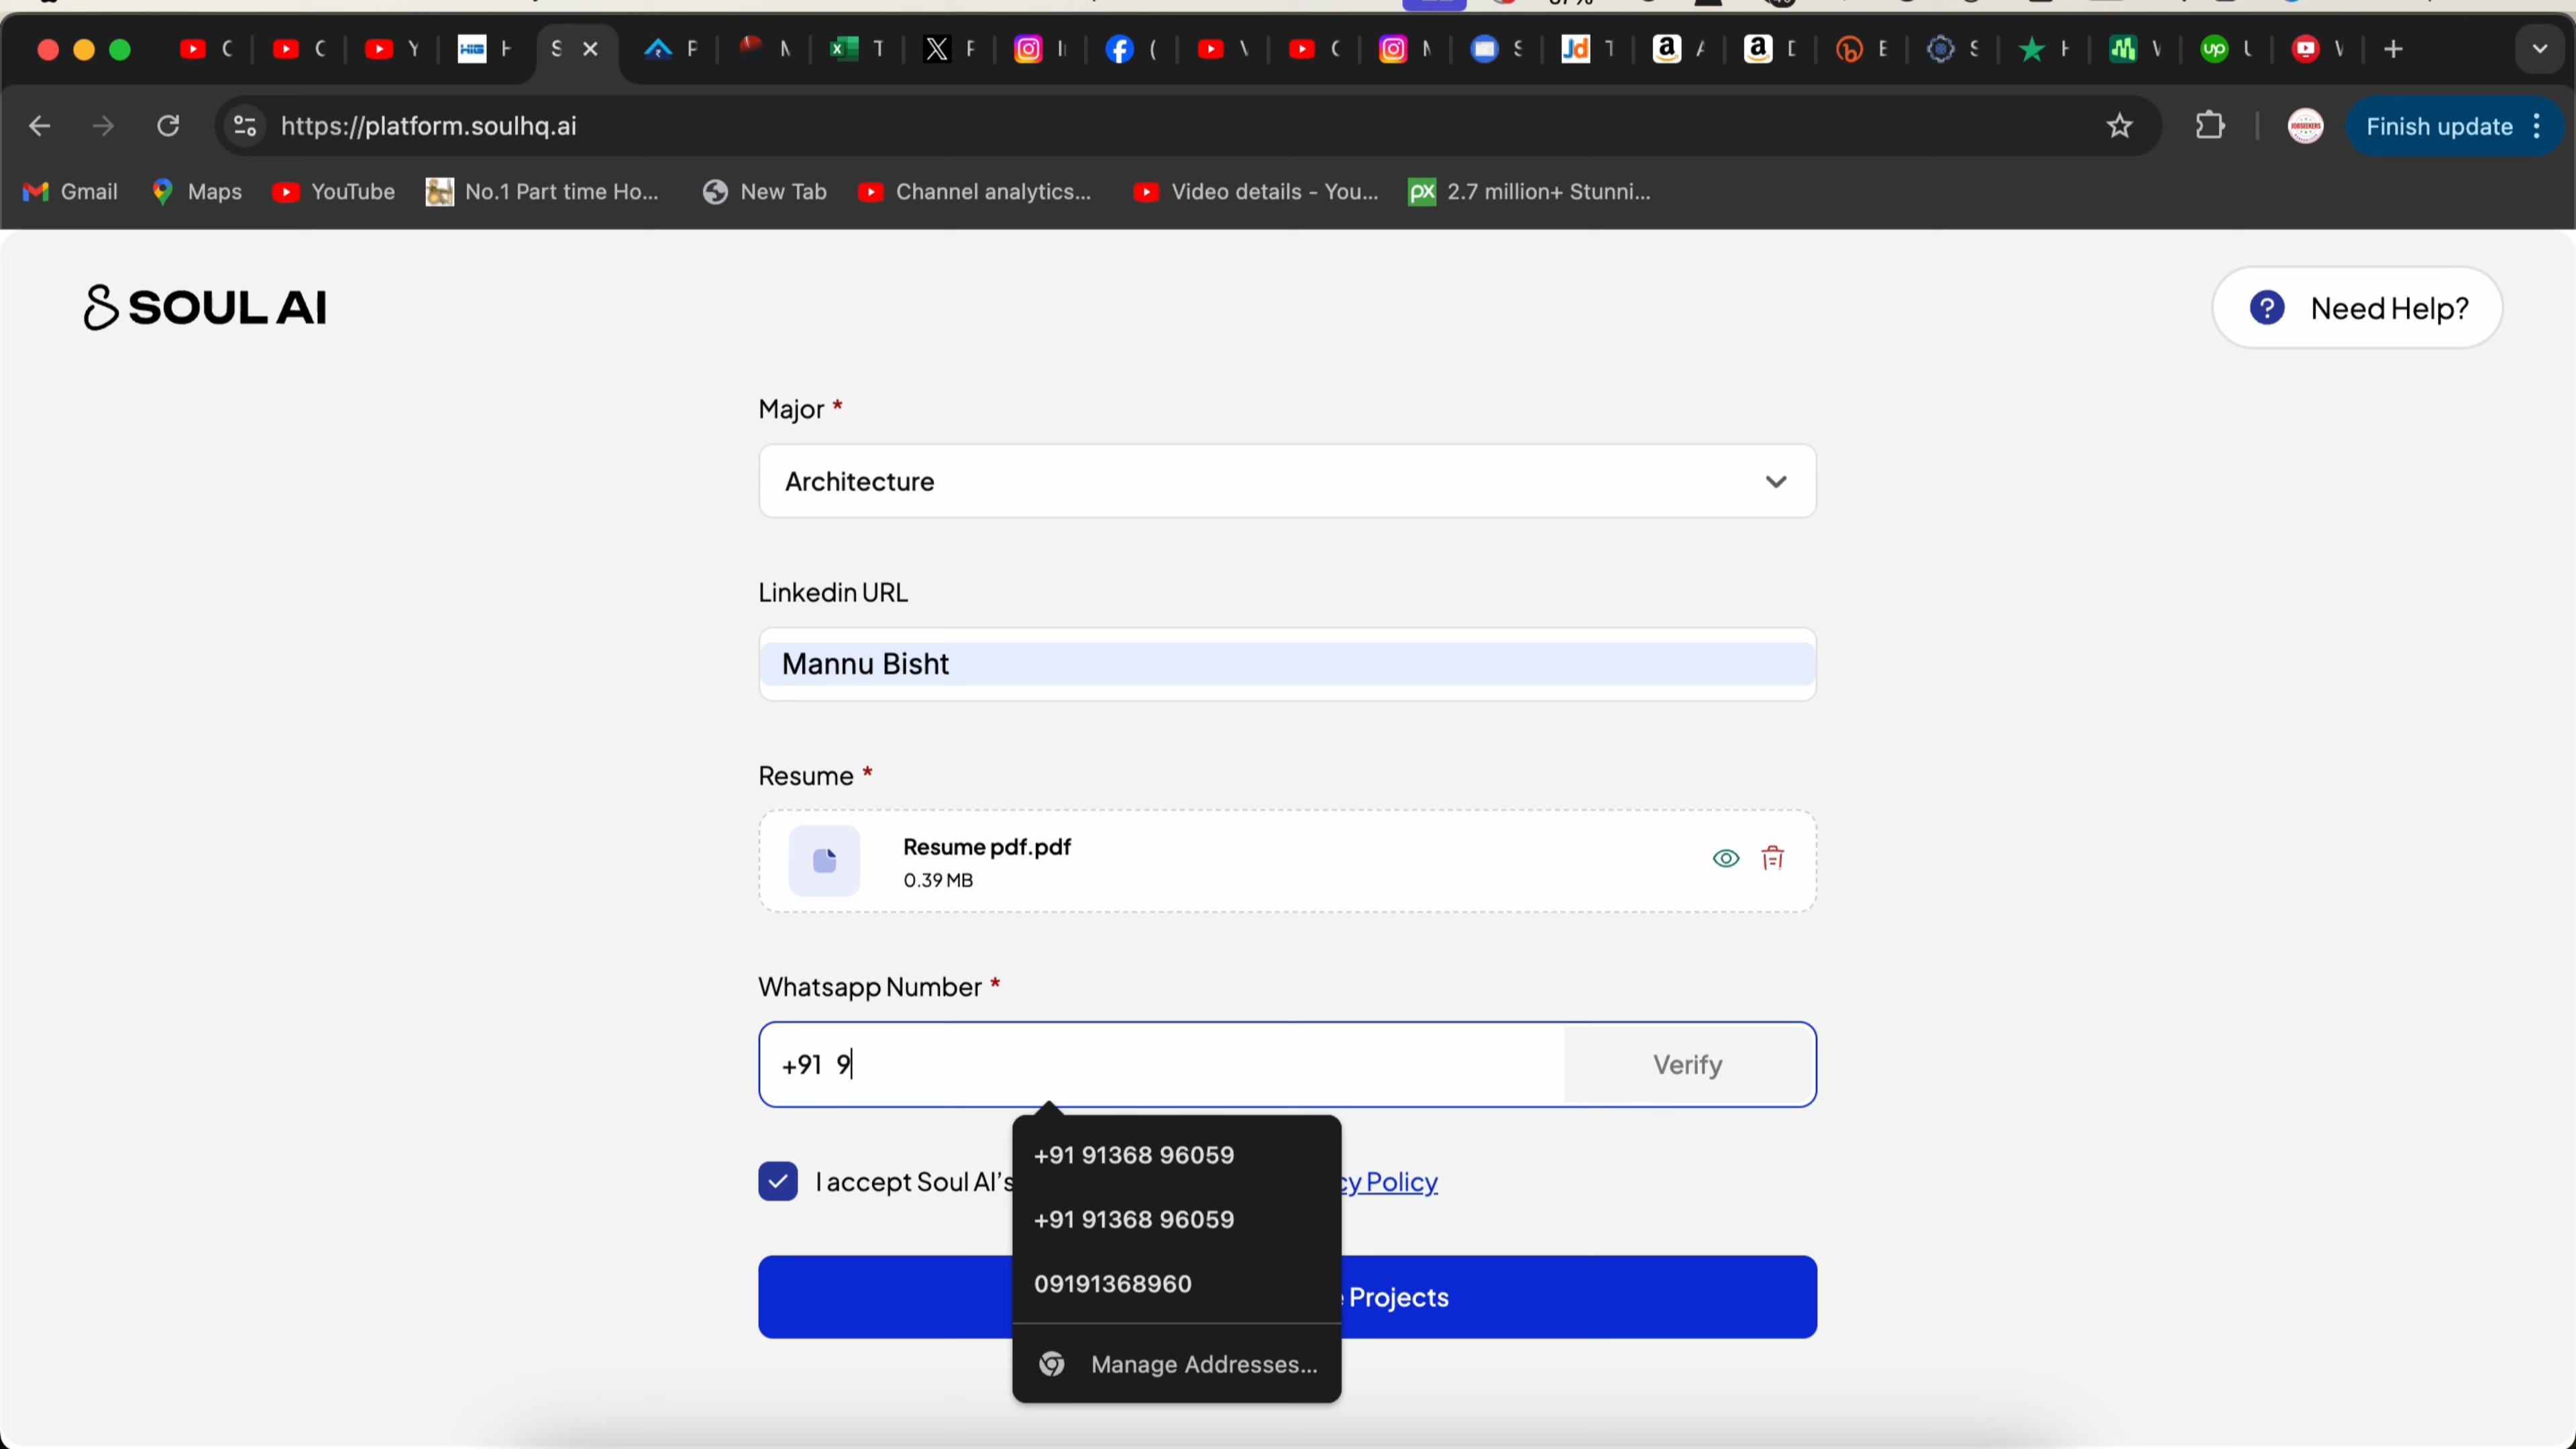 https://platform.soulhq.ai
Finish update
Gmail
Maps
YouTube
No.1 Part time Ho...
New Tab
Channel analytics...
Video details - You...
2.7 million+ Stunni...
SOUL AI
Need Help?
Major *
Architecture
Linkedin URL
Mannu Bisht
Resume *
Resume pdf.pdf
0.39 MB
Whatsapp Number *
+91 9
Verify
+91 91368 96059
I accept Soul AI's
cy Policy
+91 91368 96059
09191368960
Projects
Manage Addresses...